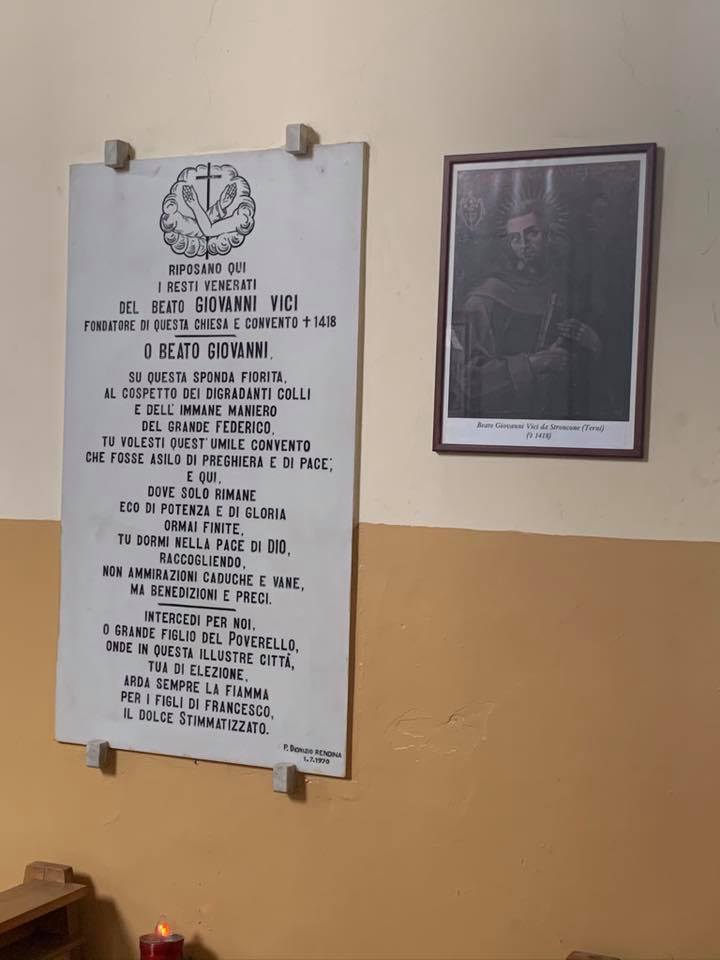 RIPOSANO QUI
I RESTI VENERATI
DEL BEATO GIOVANNI VICI
FONDATORE DI QUESTA CHIESA E CONVENTO ✝ 1418
O BEATO GIOVANNI,
SU QUESTA SPONDA FIORITA,
AL COSPETTO DEI DIGRADANTI COLLI
E DELL'IMMANE MANIERO
DEL GRANDE FEDERICO,
TU VOLESTI QUEST'UMILE CONVENTO
CHE FOSSE ASILO DI PREGHIERA E DI PACE;
E QUI,
DOVE SOLO RIMANE
ECO DI POTENZA E DI GLORIA
ORMAI FINITE,
TU DORMI NELLA PACE DI DIO,
RACCOGLIENDO,
NON AMMIRAZIONI CADUCHE E VANE,
MA BENEDIZIONI E PRECI.
INTERCEDI PER NOI,
O GRANDE FIGLIO DEL POVERELLO,
ONDE IN QUESTA ILLUSTRE CITTÀ,
TUA DI ELEZIONE,
ARDA SEMPRE LA FIAMMA
PER I FIGLI DI FRANCESCO,
IL DOLCE STIMMATIZZATO.
P. DIONIZIO RENDINA
1.7.1970
Beato Giovanni Vici da Stroncone (Terni)
1418)